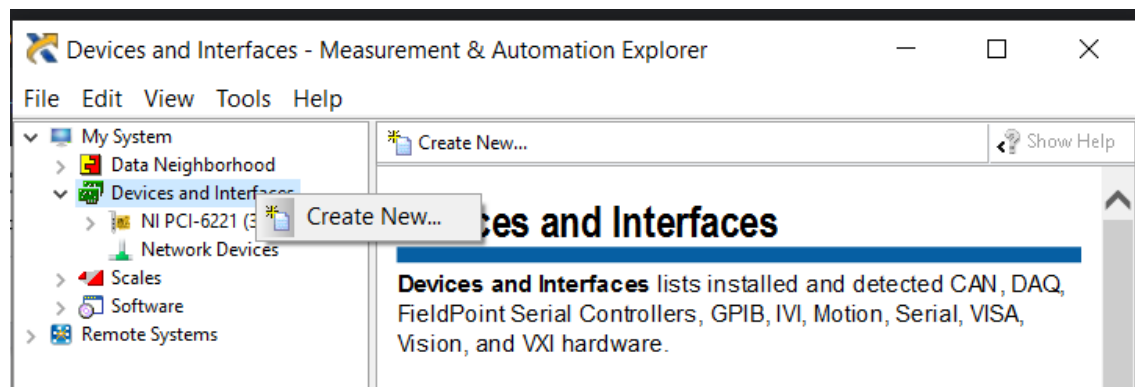 Devices and Interfaces - Measurement & Automation Explorer
File Edit View Tools Help
My System
Data Neighborhood
Devices and Interfaces
NI PCI-6221 (3
Network Devices
Scales
Software
Remote Systems
Create New...
Create New...
Show Help
ces and Interfaces
Devices and Interfaces lists installed and detected CAN, DAQ,
FieldPoint Serial Controllers, GPIB, IVI, Motion, Serial, VISA,
Vision, and VXI hardware.